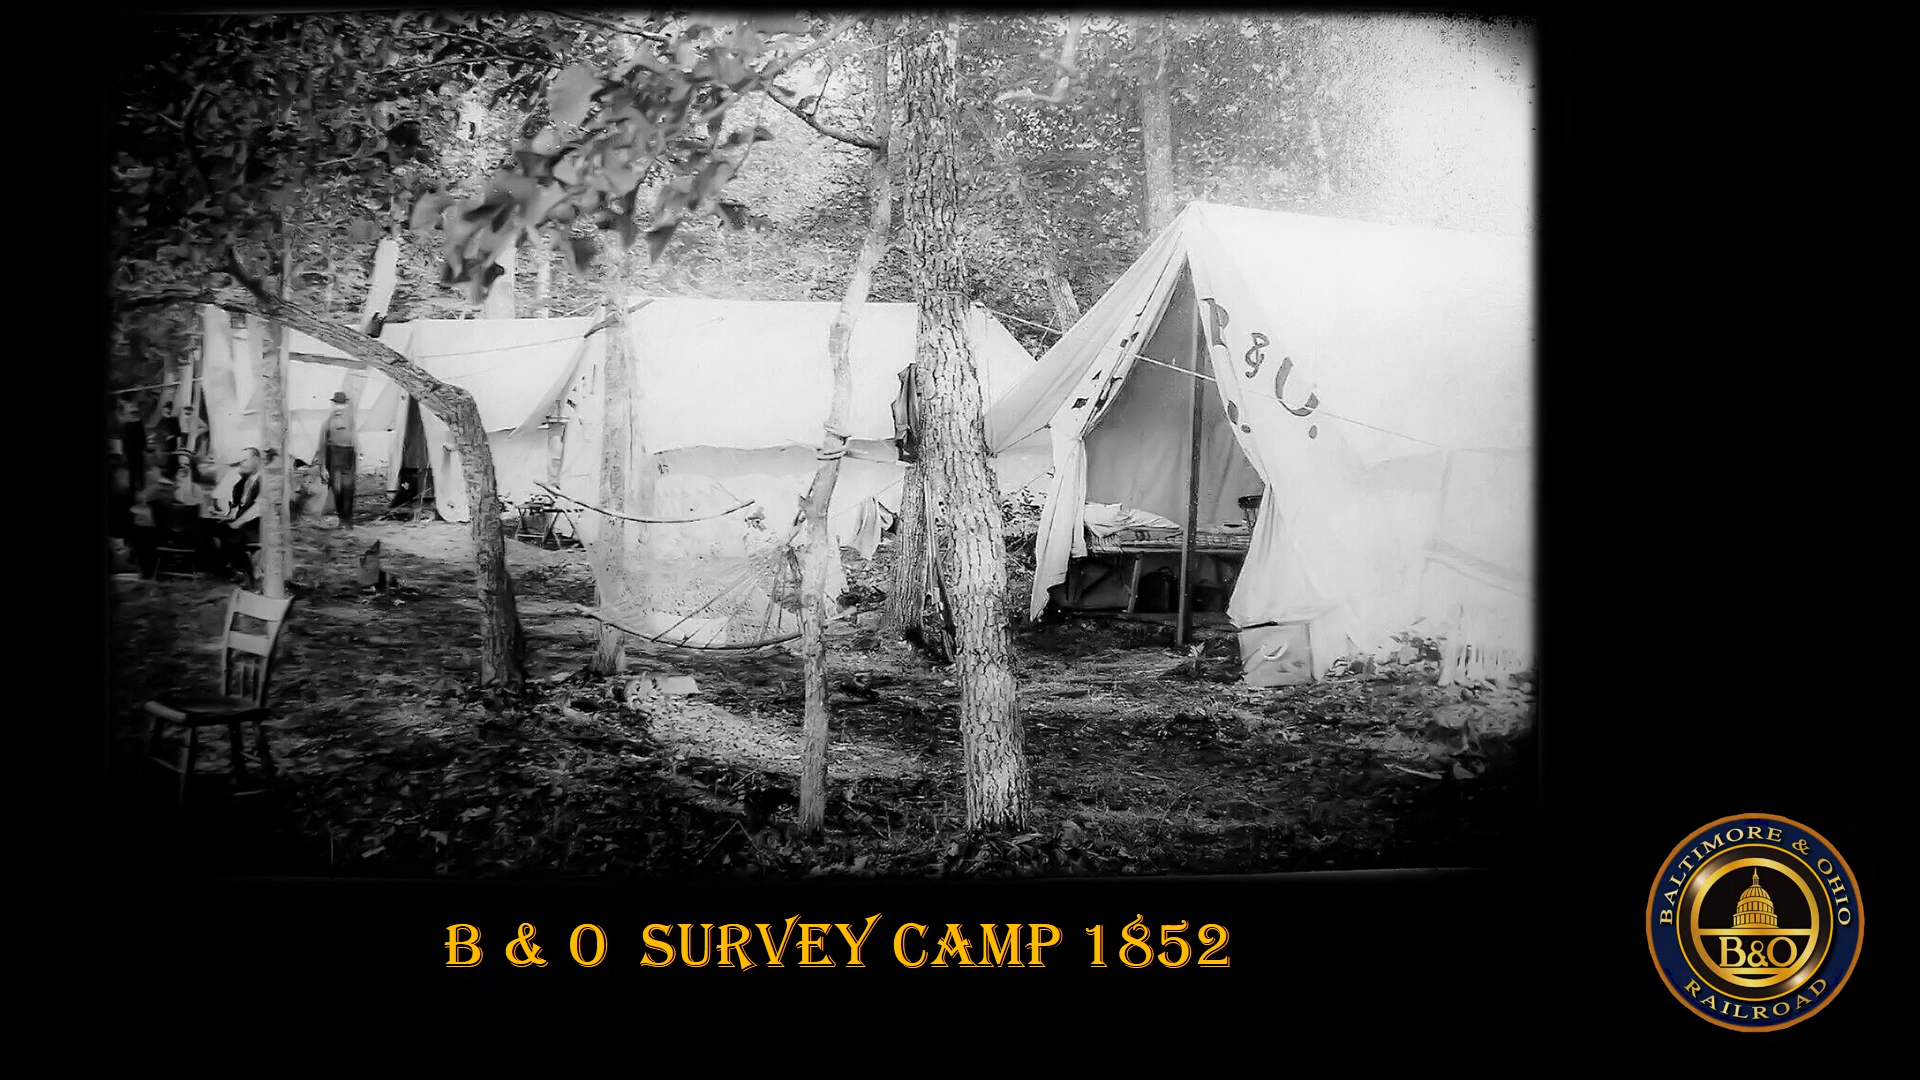 B & O
B & O SURVEY CAMP 1852
BALTIMORE & OHIO
B&O
RAILROAD